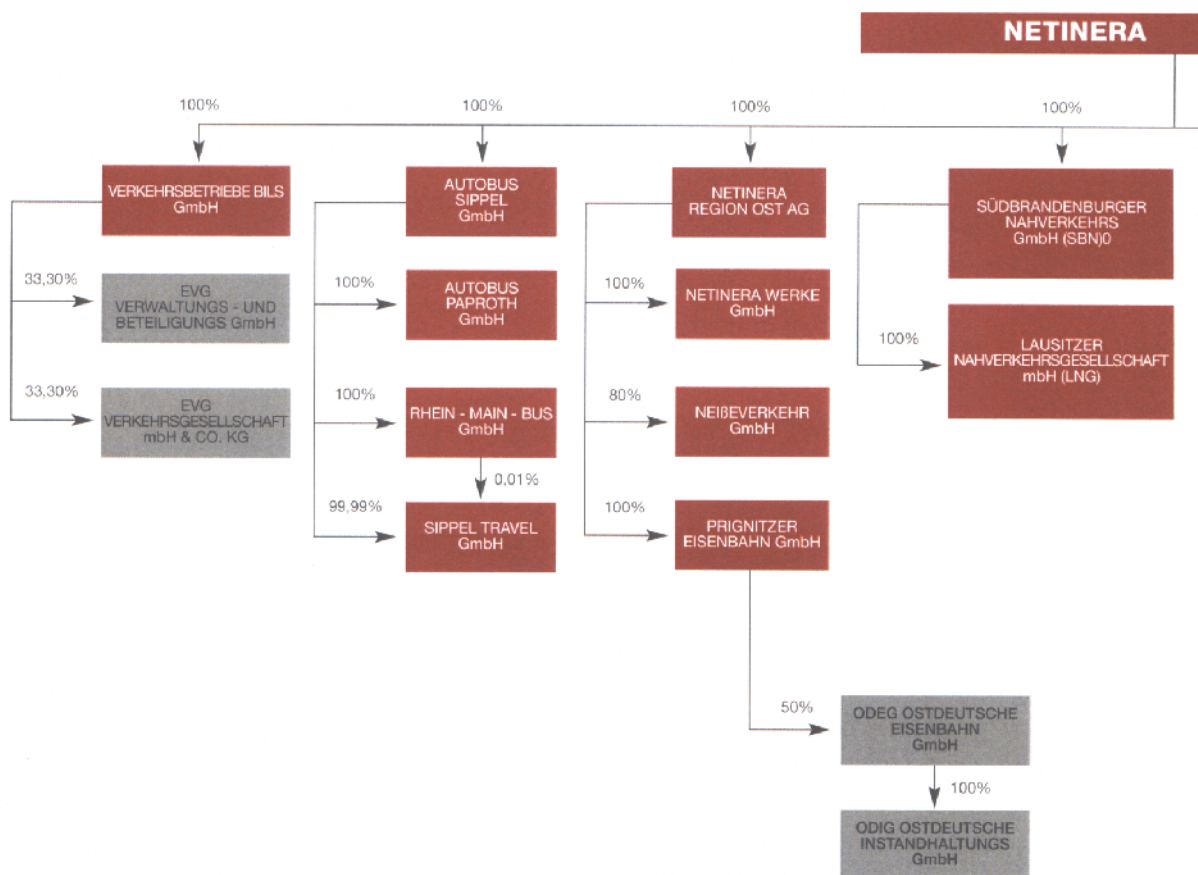 NETINERA
100%
100%
100%
100%
VERKEHRSBETRIEBE BILS
GmbH
33,30%
EVG
VERWALTUNGS - UND
BETEILIGUNGS GmbH
33,30%
EVG
VERKEHRSGESELLSCHAFT
mbH & CO. KG
AUTOBUS
SIPPEL
GmbH
100%
AUTOBUS
PAPROTH
GmbH
100%
RHEIN - MAIN - BUS
GmbH
0,01%
99,99%
SIPPEL TRAVEL
GmbH
NETINERA
REGION OST AG
100%
NETINERA WERKE
GmbH
80%
NEIßEVERKEHR
GmbH
100%
PRIGNITZER
EISENBAHN GmbH
50%
ODEG OSTDEUTSCHE
EISENBAHN
GmbH
100%
ODIG OSTDEUTSCHE
INSTANDHALTUNGS
GmbH
SÜDBRANDENBURGER
NAHVERKEHRS
GmbH (SBN)0
100%
LAUSITZER
NAHVERKEHRSGESELLSCHAFT
mbH (LNG)